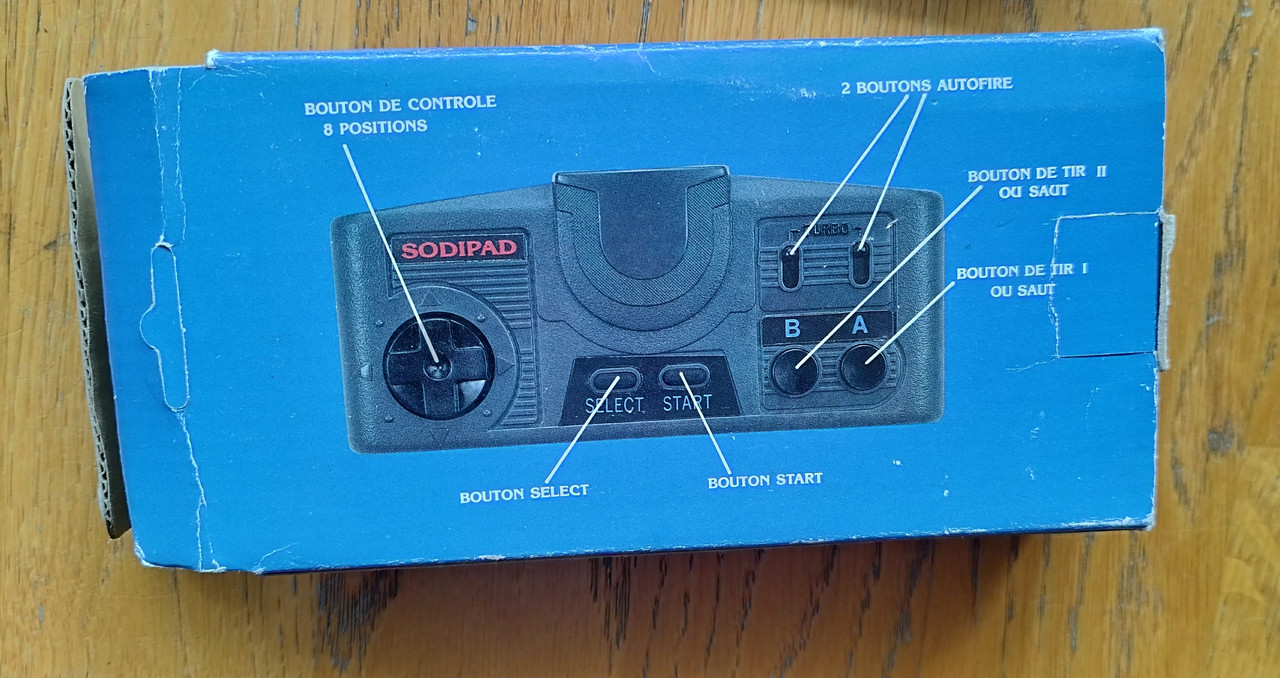 BOUTON DE CONTROLE
8 POSITIONS
2 BOUTONS AUTOFIRE
BOUTON DE TIR II
OU SAUT
BOUTON DE TIR I
OU SAUT
SODIPAD
TURBO
B A
SELECT START
BOUTON SELECT
BOUTON START